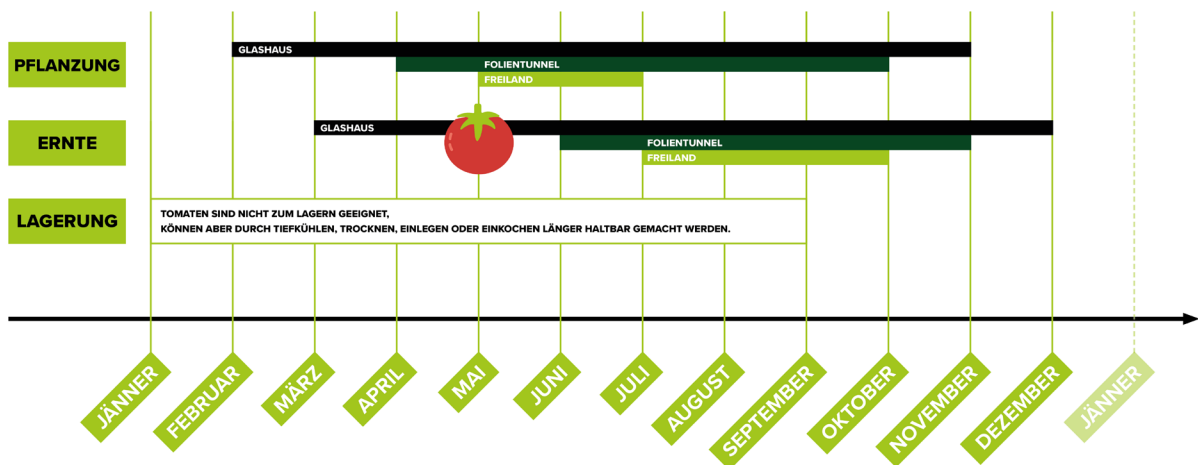 PFLANZUNG
GLASHAUS
FOLIENTUNNEL
FREILAND
ERNTE
GLASHAUS
FOLIENTUNNEL
FREILAND
LAGERUNG
TOMATEN SIND NICHT ZUM LAGERN GEEIGNET,
KÖNNEN ABER DURCH TIEFKÜHLEN, TROCKNEN, EINLEGEN ODER EINKOCHEN LÄNGER HALTBAR GEMACHT WERDEN.
JÄNNER
FEBRUAR
MÄRZ
APRIL
MAI
JUNI
JULI
AUGUST
SEPTEMBER
OKTOBER
NOVEMBER
DEZEMBER
JÄNNER